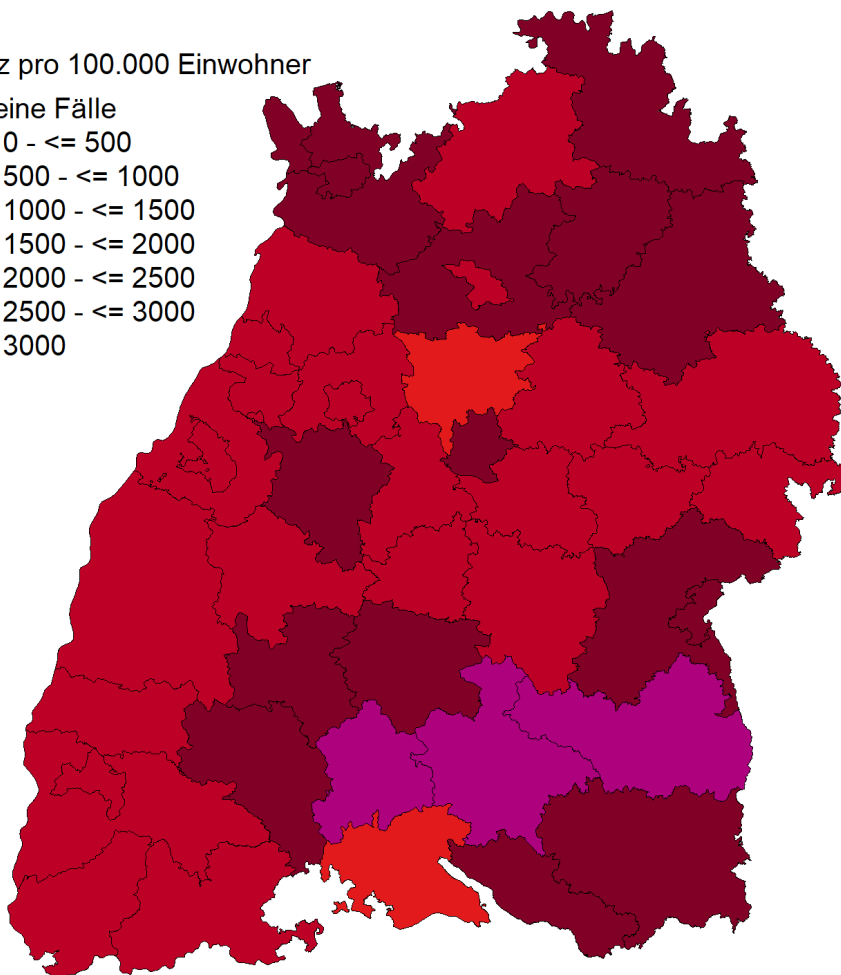 z pro 100.000 Einwohner
eine Fälle
0 - <= 500
500 - <= 1000
1000 - <= 1500
1500 - <= 2000
2000 - <= 2500
2500 - <= 3000
3000